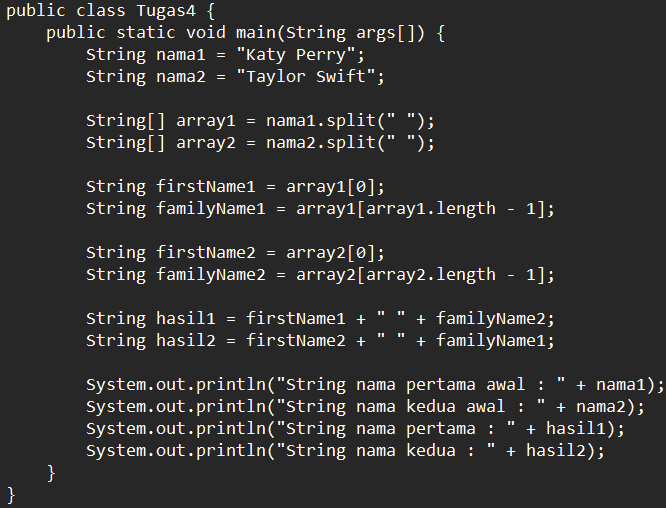 public class Tugas4 {
    public static void main(String args[]) {
        String nama1 = "Katy Perry";
        String nama2 = "Taylor Swift";

        String[] array1 = nama1.split(" ");
        String[] array2 = nama2.split(" ");

        String firstName1 = array1[0];
        String familyName1 = array1[array1.length - 1];

        String firstName2 = array2[0];
        String familyName2 = array2[array2.length - 1];

        String hasil1 = firstName1 + " " + familyName2;
        String hasil2 = firstName2 + " " + familyName1;

        System.out.println("String nama pertama awal : " + nama1);
        System.out.println("String nama kedua awal : " + nama2);
        System.out.println("String nama pertama : " + hasil1);
        System.out.println("String nama kedua : " + hasil2);
    }
}